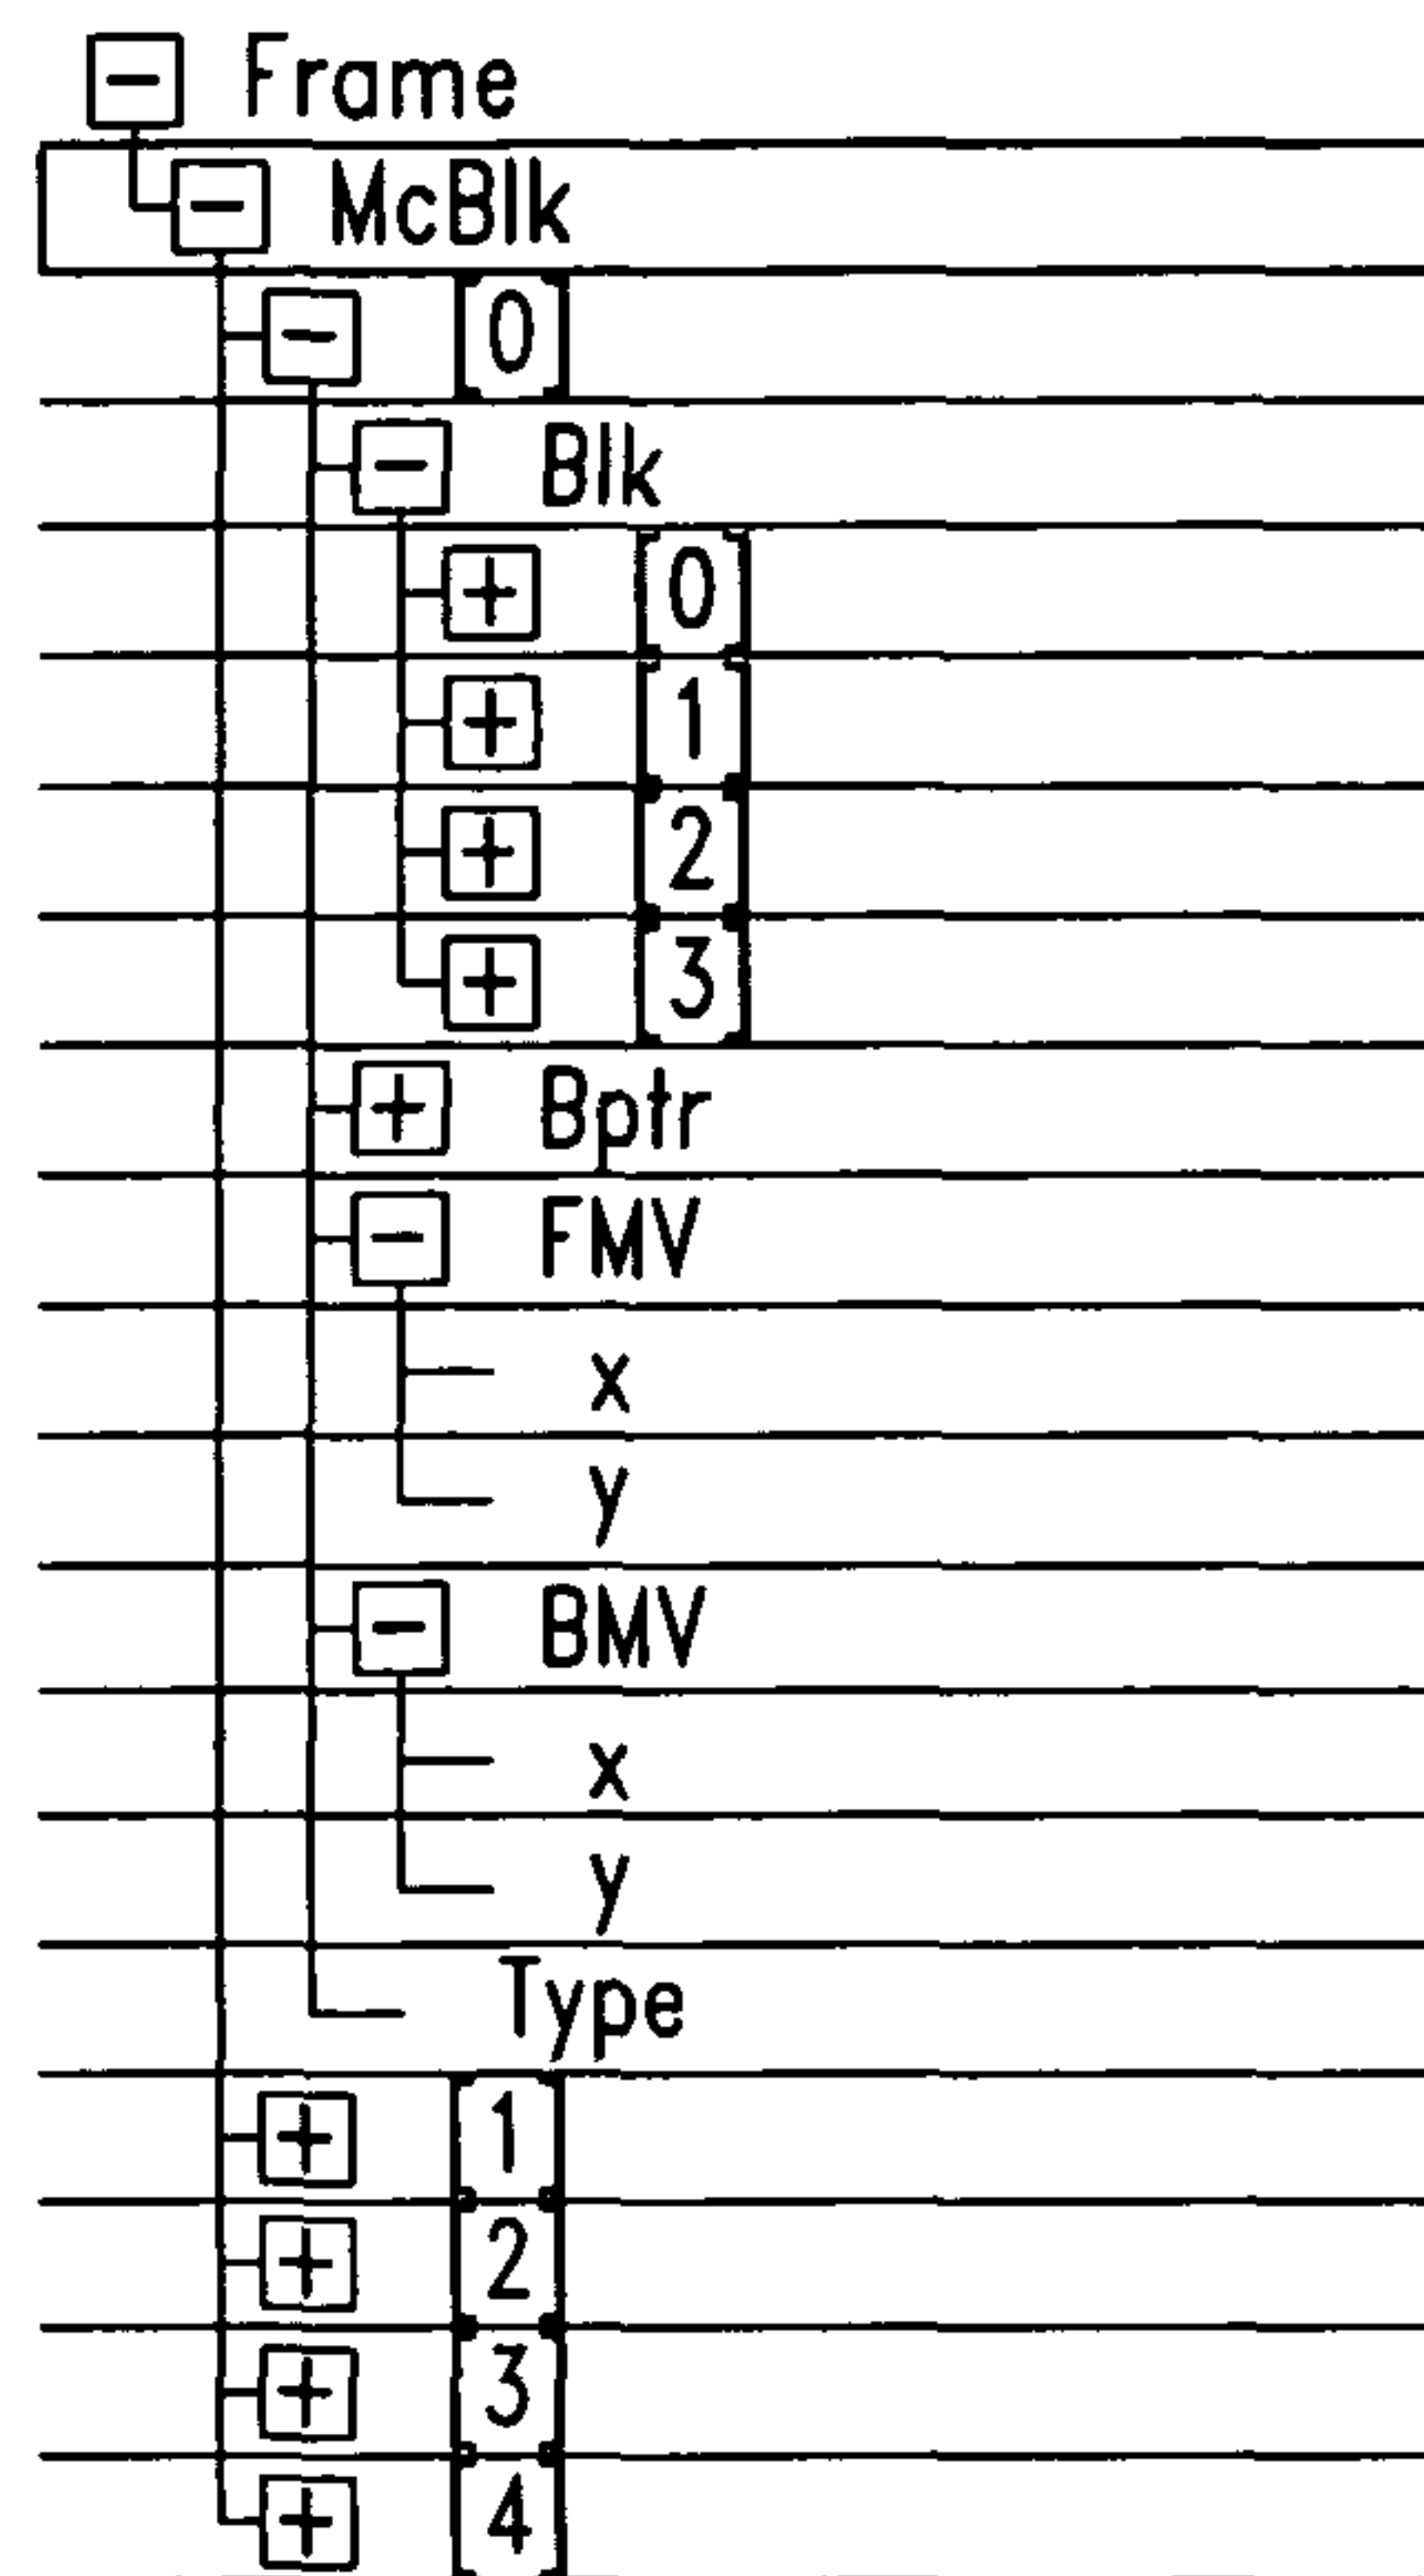 Frame
McBlk
[0]
Blk
[0]
[1]
[2]
[3]
Bptr
FMV
x
y
BMV
x
y
Type
[1]
[2]
[3]
[4]